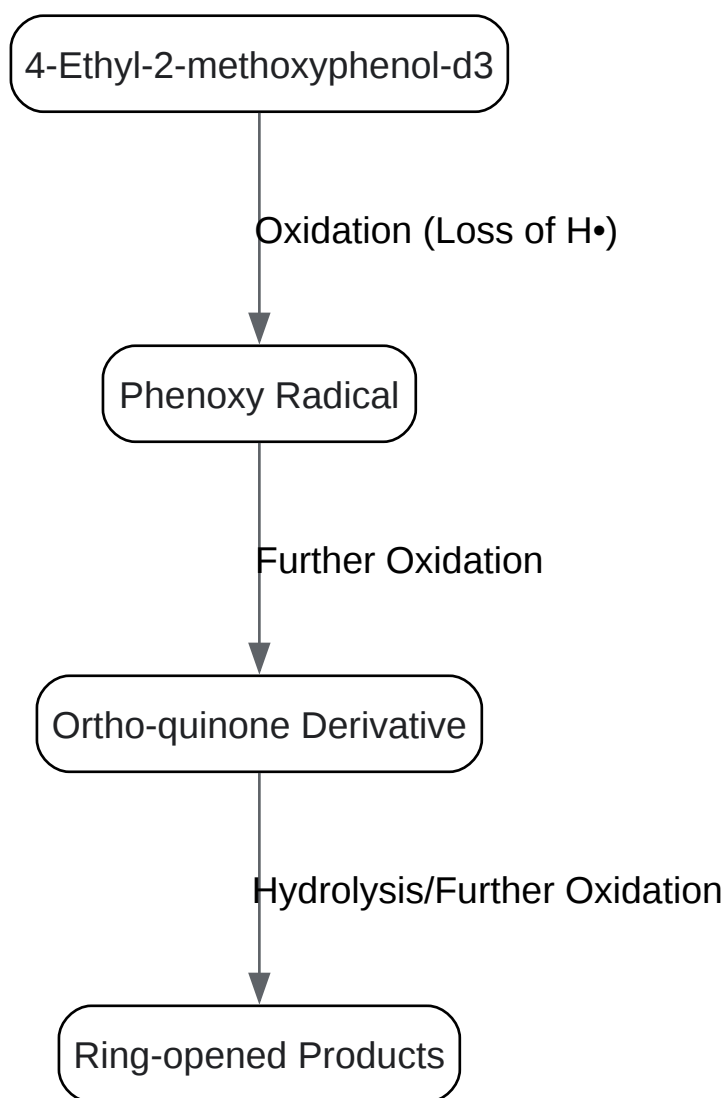 4-Ethyl-2-methoxyphenol-d3
Oxidation (Loss of H•)
Phenoxy Radical
Further Oxidation
Ortho-quinone Derivative
Hydrolysis/Further Oxidation
Ring-opened Products